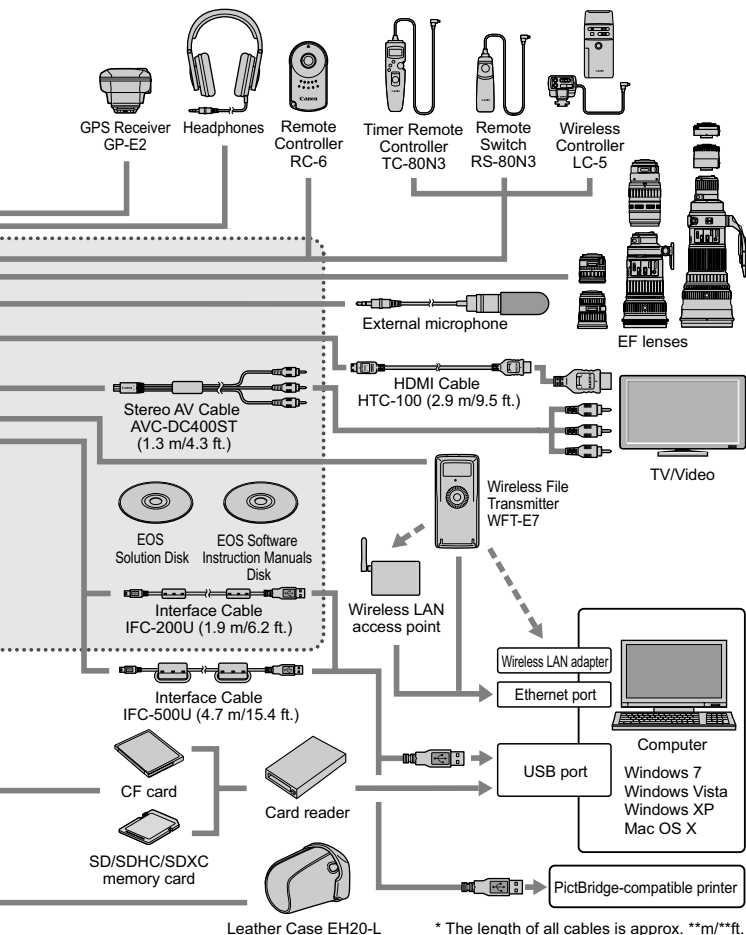 GPS Receiver
GP-E2
Headphones
Remote
Controller
RC-6
Timer Remote
Controller
TC-80N3
Remote
Switch
RS-80N3
Wireless
Controller
LC-5
Canon
External microphone
EF lenses
HDMI Cable
HTC-100 (2.9 m/9.5 ft.)
Stereo AV Cable
AVC-DC400ST
(1.3 m/4.3 ft.)
TV/Video
Wireless File
Transmitter
WFT-E7
EOS
Solution Disk
EOS Software
Instruction Manuals
Disk
Interface Cable
IFC-200U (1.9 m/6.2 ft.)
Wireless LAN
access point
Wireless LAN adapter
Ethernet port
Interface Cable
IFC-500U (4.7 m/15.4 ft.)
Computer
USB port
Windows 7
Windows Vista
Windows XP
Mac OS X
CF card
Card reader
SD/SDHC/SDXC
memory card
PictBridge-compatible printer
Leather Case EH20-L
* The length of all cables is approx. **m/**ft.